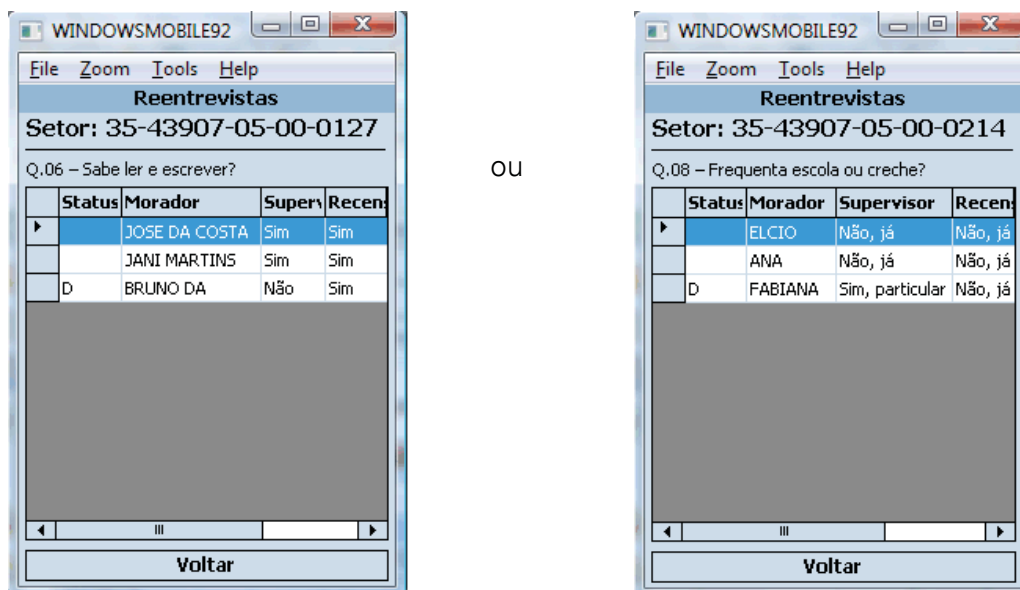 WINDOWSMOBILE92
File Zoom Tools Help
Reentrevistas
Setor: 35-43907-05-00-0127
Q.06 – Sabe ler e escrever?
Status Morador Superv Recens
JOSE DA COSTA Sim Sim
JANI MARTINS Sim Sim
D BRUNO DA Não Sim
Voltar
ou
WINDOWSMOBILE92
File Zoom Tools Help
Reentrevistas
Setor: 35-43907-05-00-0214
Q.08 – Frequenta escola ou creche?
Status Morador Supervisor Recens
ELCIO Não, já Não, já
ANA Não, já Não, já
D FABIANA Sim, particular Não, já
Voltar